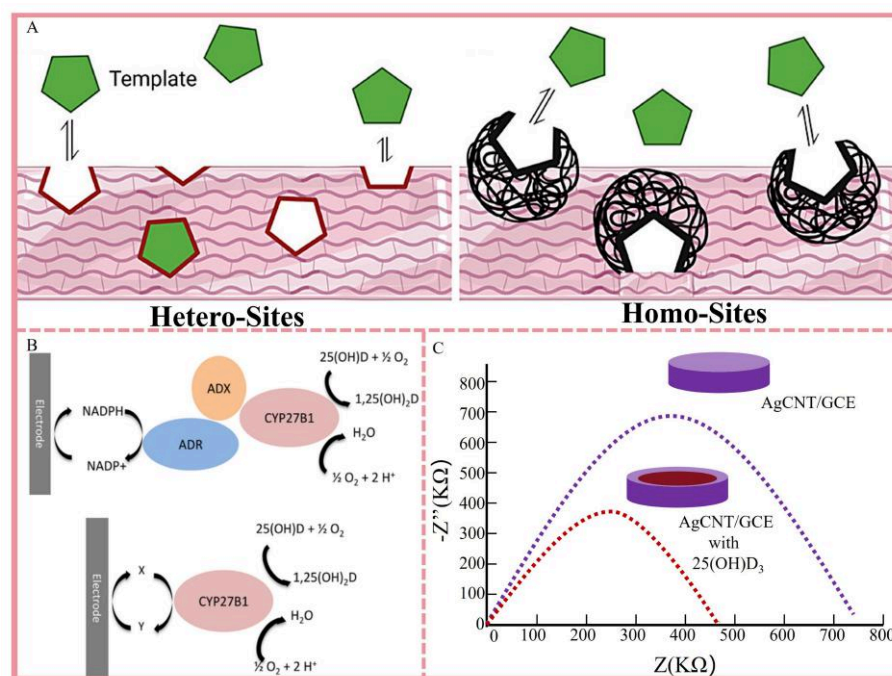 A
Template
Hetero-Sites
Homo-Sites
B
Electrode
NADPH
NADP+
ADX
ADR
CYP27B1
25(OH)D + ½ O₂
1,25(OH)₂D
H₂O
½ O₂ + 2 H⁺
Electrode
X
Y
CYP27B1
25(OH)D + ½ O₂
1,25(OH)₂D
H₂O
½ O₂ + 2 H⁺
C
-Z''(KΩ)
800
700
600
500
400
300
200
100
0
0 100 200 300 400 500 600 700 800
Z(KΩ)
AgCNT/GCE
AgCNT/GCE
with
25(OH)D₃